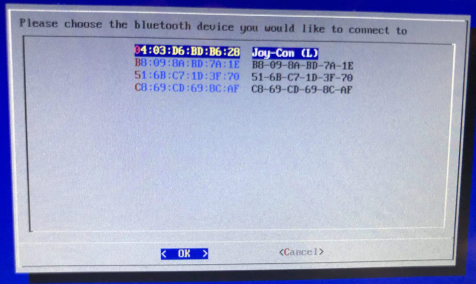 Please choose the bluetooth device you would like to connect to
84:03:D6:BD:B6:28 Joy-Con (L)
B8:09:8A:BD:7A:1E B8-09-8A-BD-7A-1E
51:6B:C7:1D:3F:70 51-6B-C7-1D-3F-70
C8:69:CD:69:8C:AF C8-69-CD-69-8C-AF
< OK > <Cancel>